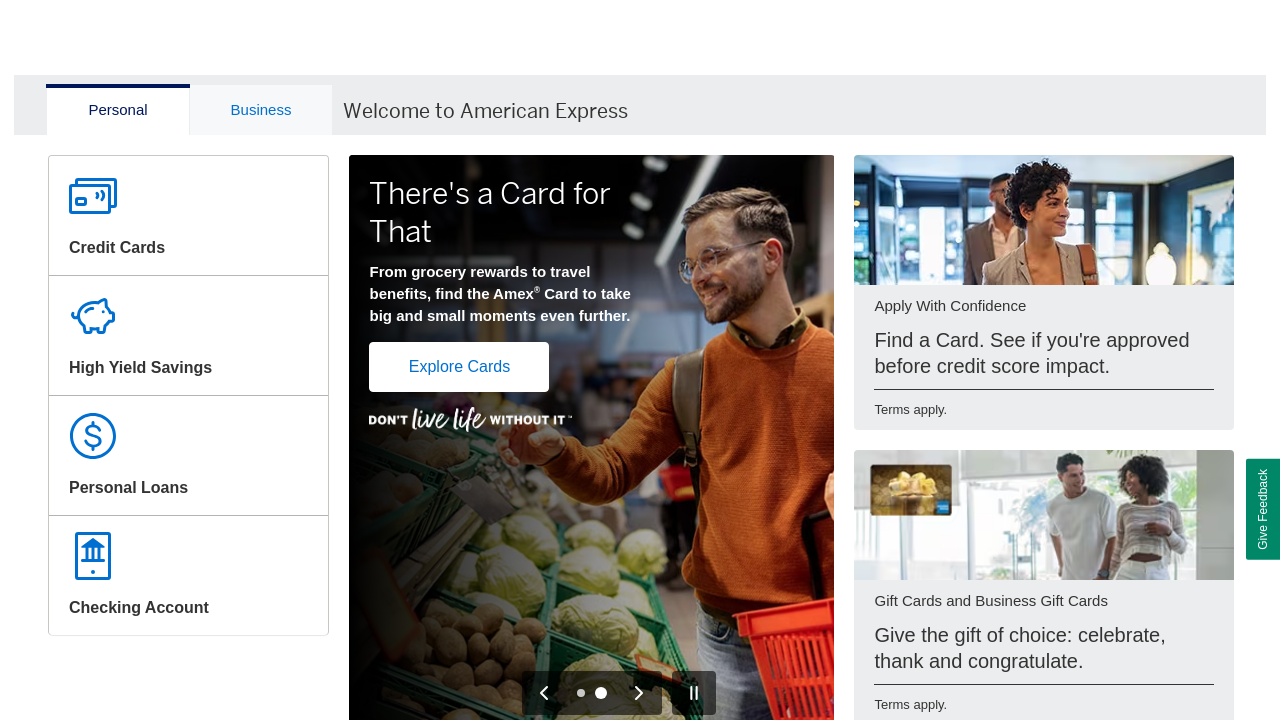 Personal
Business
Welcome to American Express
Credit Cards
High Yield Savings
Personal Loans
Checking Account
There's a Card for
That
From grocery rewards to travel
benefits, find the Amex® Card to take
big and small moments even further.
Explore Cards
DON'T live life WITHOUT IT™
Apply With Confidence
Find a Card. See if you're approved
before credit score impact.
Terms apply.
Gift Cards and Business Gift Cards
Give the gift of choice: celebrate,
thank and congratulate.
Terms apply.
Give Feedback